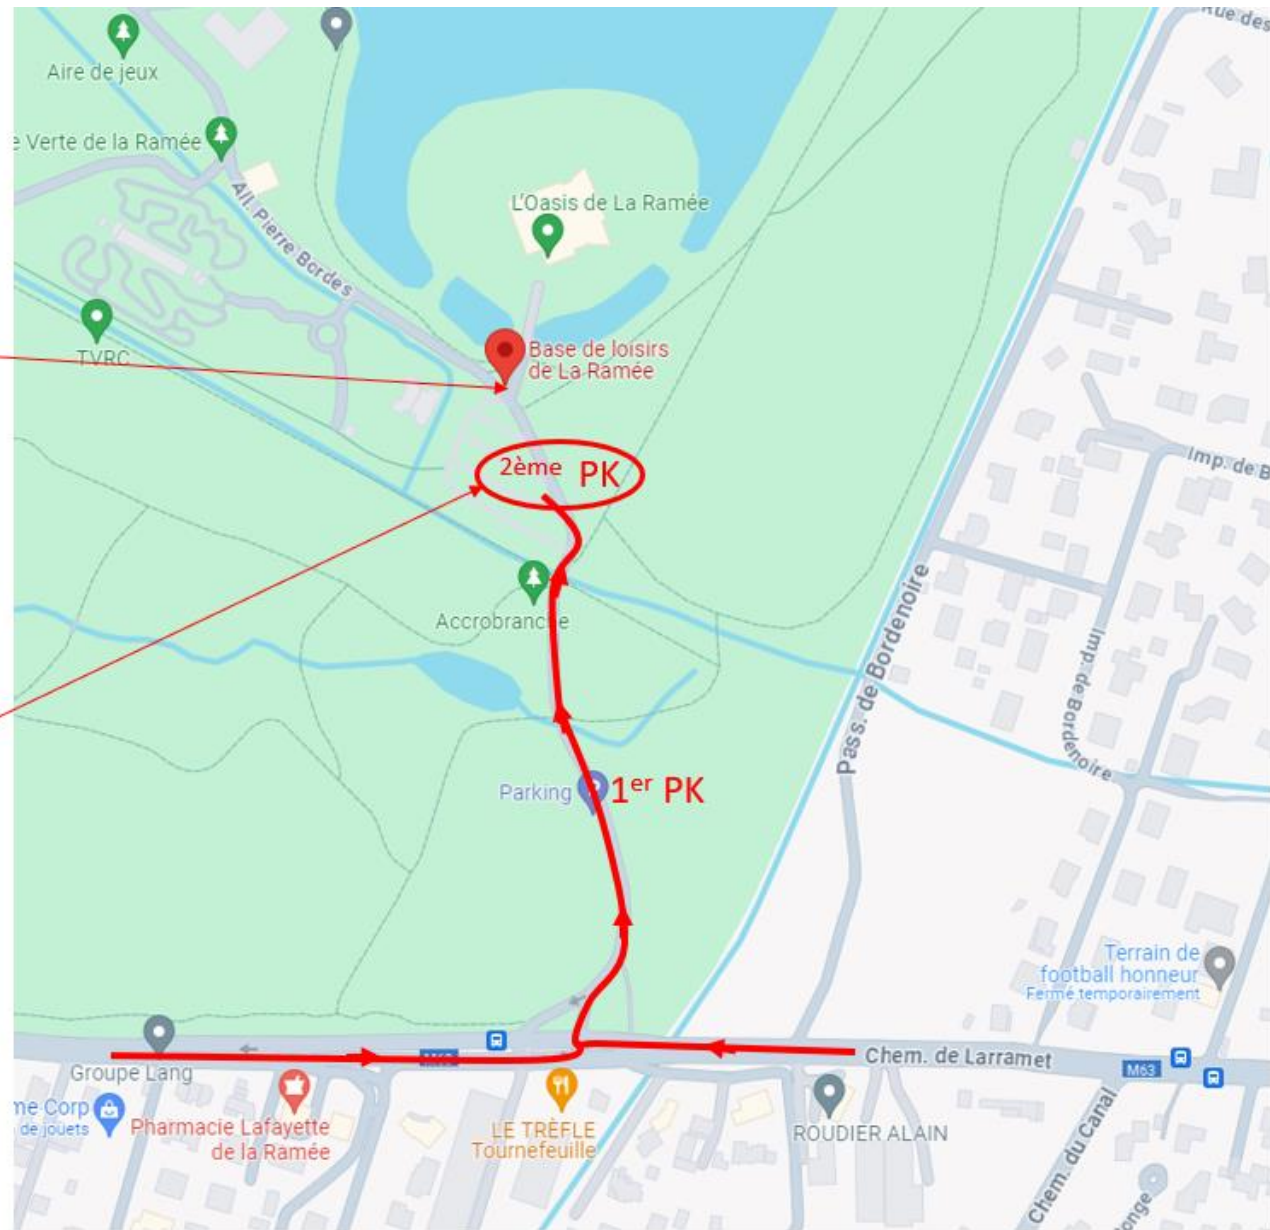 Rue des
Aire de jeux
e Verte de la Ramée
All. Pierre Bordes
L'Oasis de La Ramée
TVRC
Base de loisirs
de La Ramée
2ème PK
Imp. de B
Accrobranche
Pass. de Bordenoire
Imp. de Bordenoire
Parking
1er PK
Terrain de
football honneur
Fermé temporairement
Groupe Lang
Chem. de Larramet
M63
me Corp
de jouets
Pharmacie Lafayette
de la Ramée
LE TRÈFLE
Tournefeuille
ROUDIER ALAIN
Chem. du Canal
ange